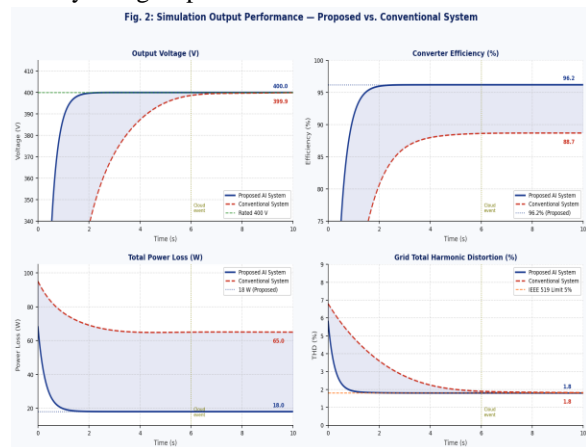 Fig. 2: Simulation Output Performance — Proposed vs. Conventional System
Output Voltage (V)
Voltage (V)
410
400
390
380
370
360
350
340
400.0
399.9
Cloud
event
Proposed AI System
Conventional System
Rated 400 V
0
2
4
6
8
10
Time (s)
Converter Efficiency (%)
Efficiency (%)
100
95
90
85
80
75
96.2
88.7
Cloud
event
Proposed AI System
Conventional System
96.2% (Proposed)
0
2
4
6
8
10
Time (s)
Total Power Loss (W)
Power Loss (W)
100
80
60
40
20
Proposed AI System
Conventional System
18 W (Proposed)
65.0
18.0
Cloud
event
0
2
4
6
8
10
Time (s)
Grid Total Harmonic Distortion (%)
THD (%)
9
8
7
6
5
4
3
2
1
0
Proposed AI System
Conventional System
IEEE 519 Limit 5%
1.8
1.8
Cloud
event
0
2
4
6
8
10
Time (s)